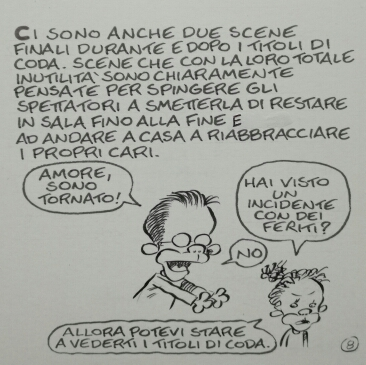 CI SONO ANCHE DUE SCENE
FINALI DURANTE E DOPO I TITOLI DI
CODA. SCENE CHE CON LA LORO TOTALE
INUTILITÀ SONO CHIARAMENTE
PENSATE PER SPINGERE GLI
SPETTATORI A SMETTERLA DI RESTARE
IN SALA FINO ALLA FINE E
AD ANDARE A CASA A RIABBRACCIARE
I PROPRI CARI.
AMORE,
SONO
TORNATO!
HAI VISTO
UN
INCIDENTE
CON DEI
FERITI?
NO
ALLORA POTEVI STARE
A VEDERTI I TITOLI DI CODA.
8